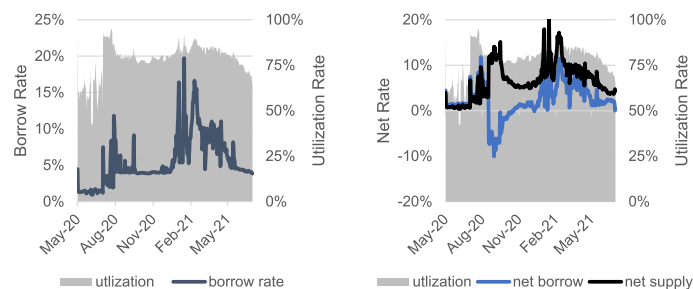 25%
20%
15%
10%
5%
0%
Borrow Rate
100%
75%
50%
25%
0%
Utilization Rate
May-20
Aug-20
Nov-20
Feb-21
May-21
utlization
borrow rate
20%
10%
0%
-10%
-20%
Net Rate
100%
75%
50%
25%
0%
Utilization Rate
May-20
Aug-20
Nov-20
Feb-21
May-21
utlization
net borrow
net supply